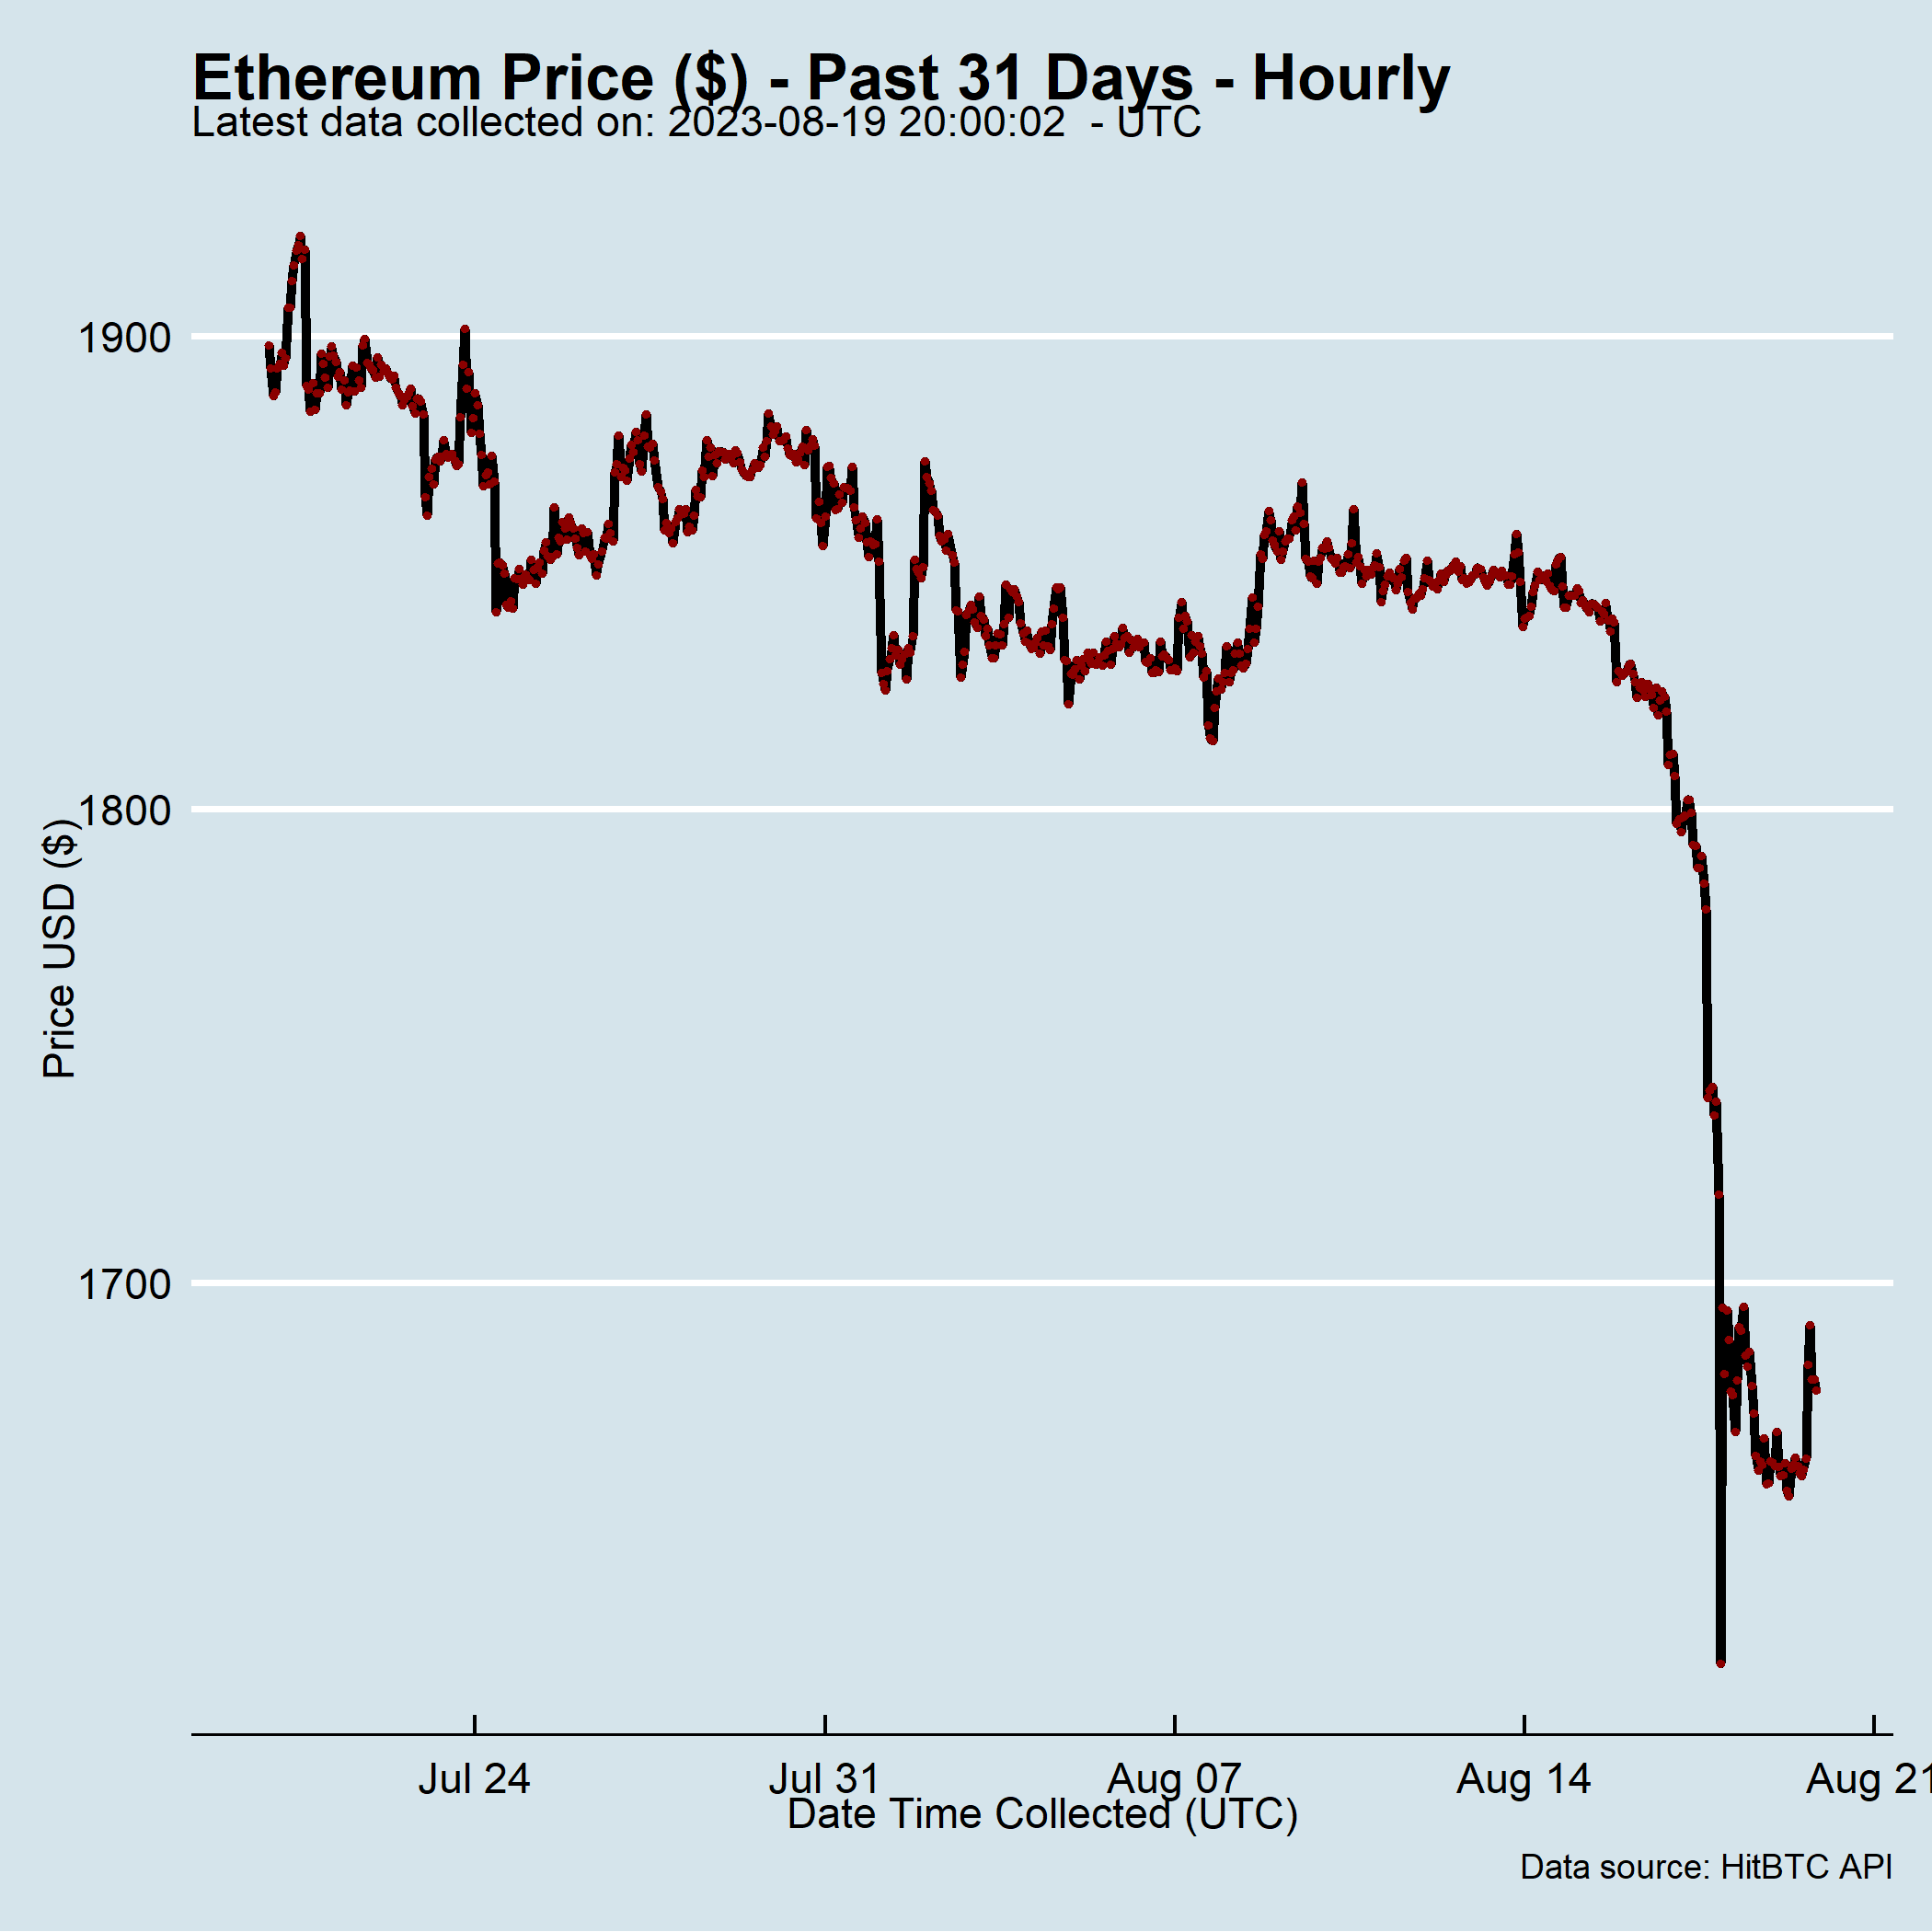 Ethereum Price ($) - Past 31 Days - Hourly
Latest data collected on: 2023-08-19 20:00:02  - UTC
1900
1800
1700
Price USD ($)
Jul 24
Jul 31
Aug 07
Aug 14
Aug 21
Date Time Collected (UTC)
Data source: HitBTC API